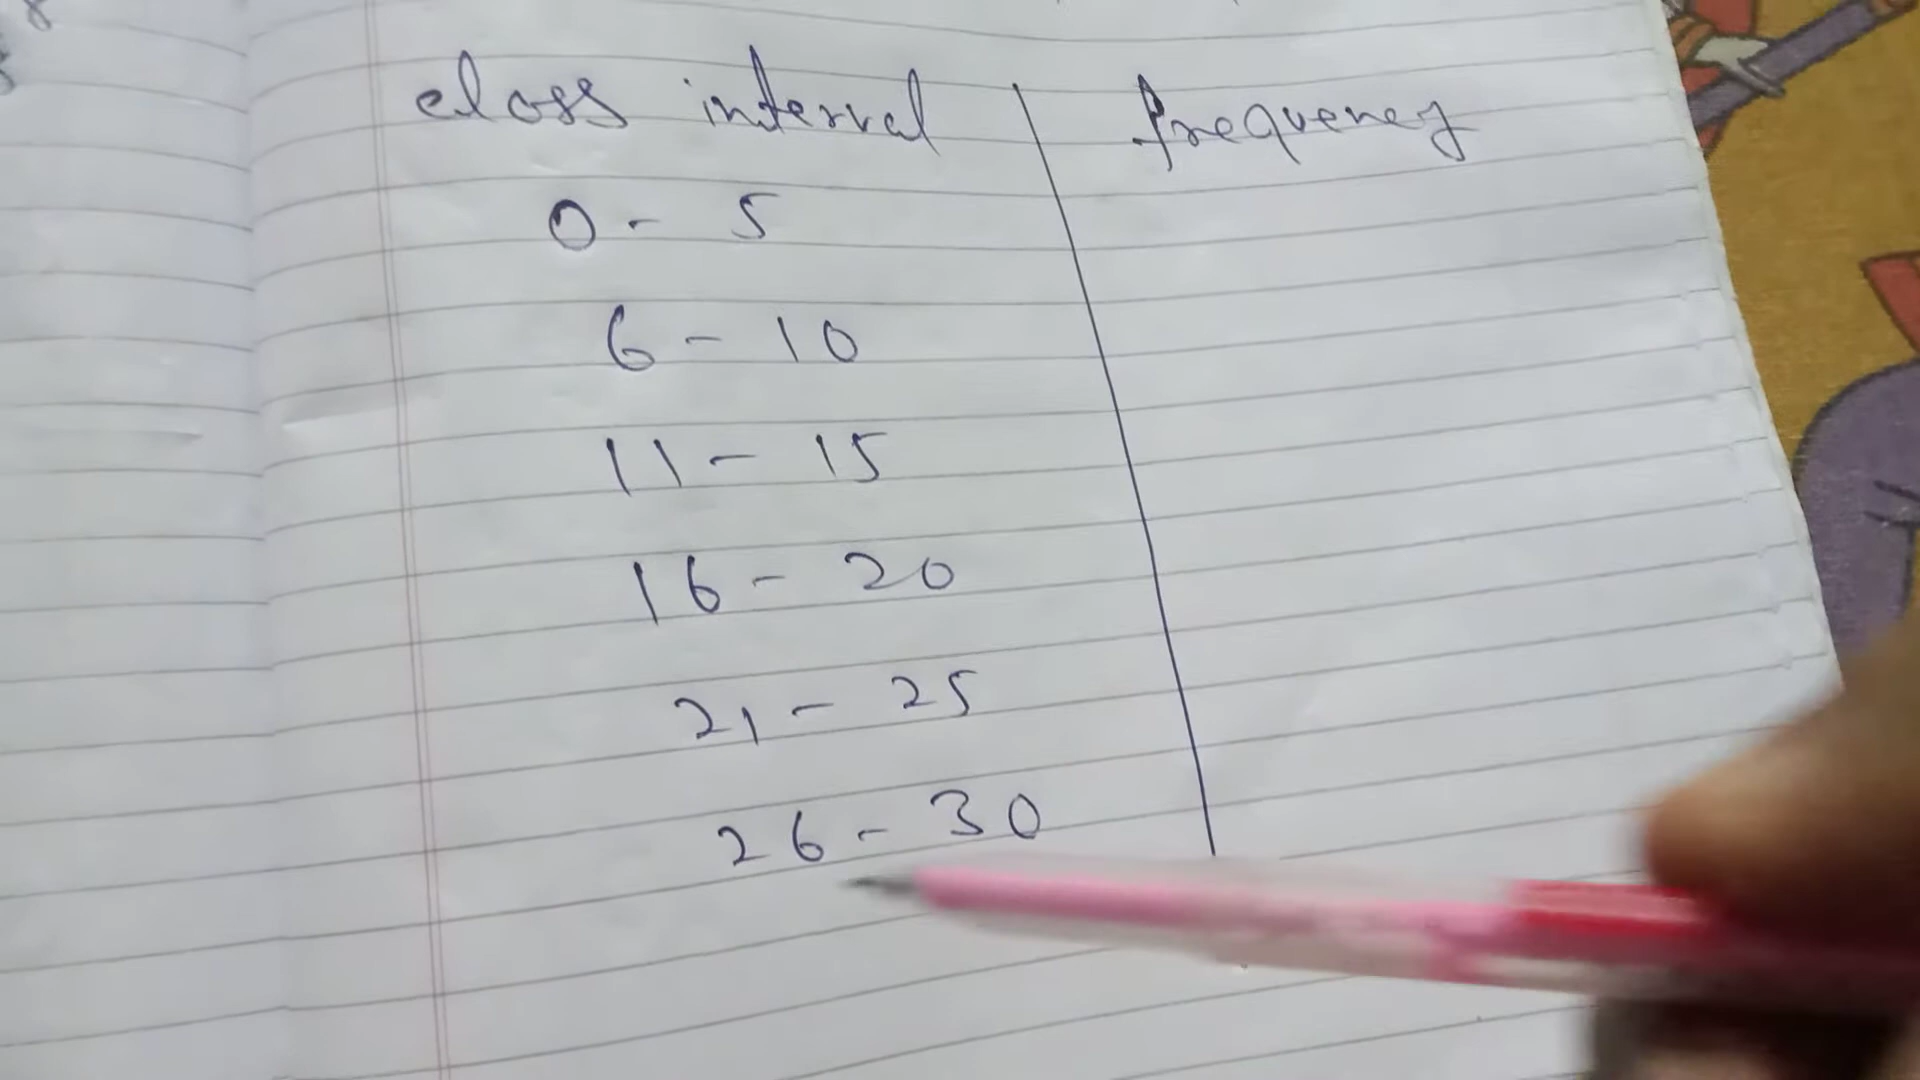 class interval frequency
0 - 5
6 - 10
11 - 15
16 - 20
21 - 25
26 - 30